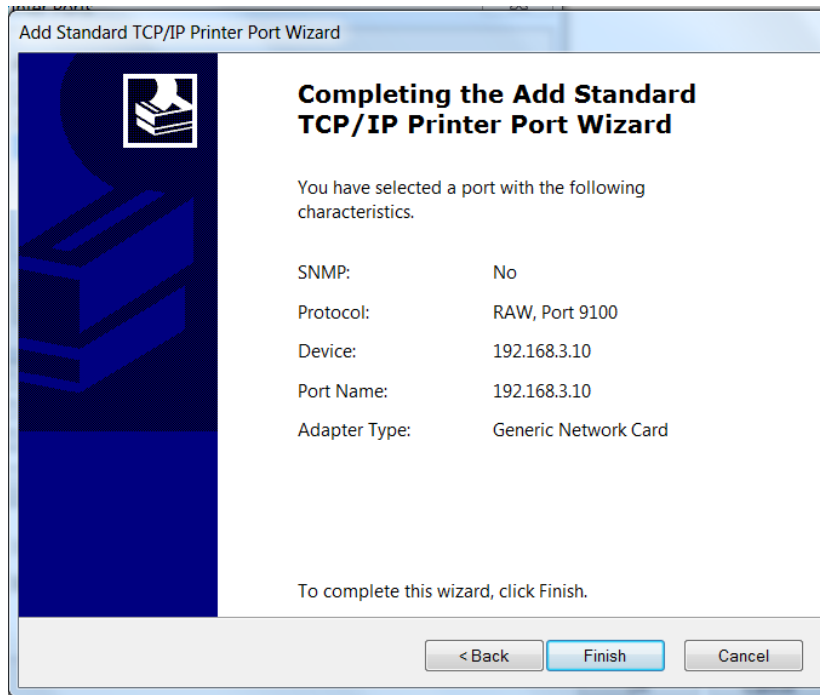 Add Standard TCP/IP Printer Port Wizard
Completing the Add Standard
TCP/IP Printer Port Wizard
You have selected a port with the following
characteristics.
SNMP: No
Protocol: RAW, Port 9100
Device: 192.168.3.10
Port Name: 192.168.3.10
Adapter Type: Generic Network Card
To complete this wizard, click Finish.
< Back Finish Cancel